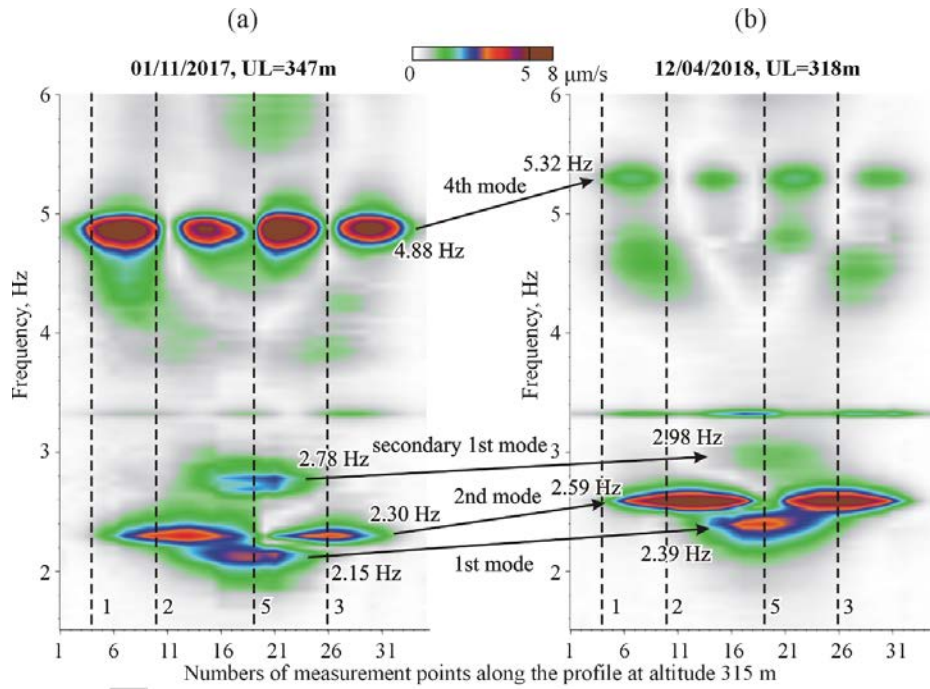 (a) (b)
0 5 8 μm/s
01/11/2017, UL=347m 12/04/2018, UL=318m
6 6
5.32 Hz
4th mode
5 5
4.88 Hz
Frequency, Hz Frequency, Hz
4 4
3 3
secondary 1st mode 2.98 Hz
2.78 Hz
2.59 Hz
2nd mode
2.30 Hz
2.39 Hz
2 2.15 Hz 1st mode 2
1 2 5 3 1 2 5 3
1 6 11 16 21 26 31 1 6 11 16 21 26 31
Numbers of measurement points along the profile at altitude 315 m